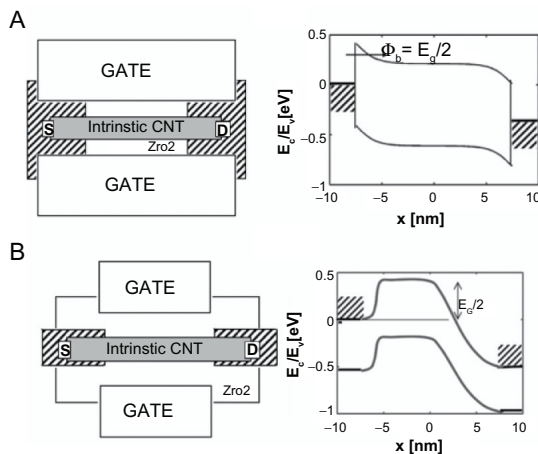 A
GATE
S Intrinstic CNT D
Zro2
GATE
Ec/Ev[eV]
0.5
0
−0.5
−1
Φb = Eg/2
−10 −5 0 5 10
x [nm]
B
GATE
S Intrinstic CNT D
Zro2
GATE
Ec/Ev[eV]
0.5
0
−0.5
−1
EG/2
−10 −5 0 5 10
x [nm]